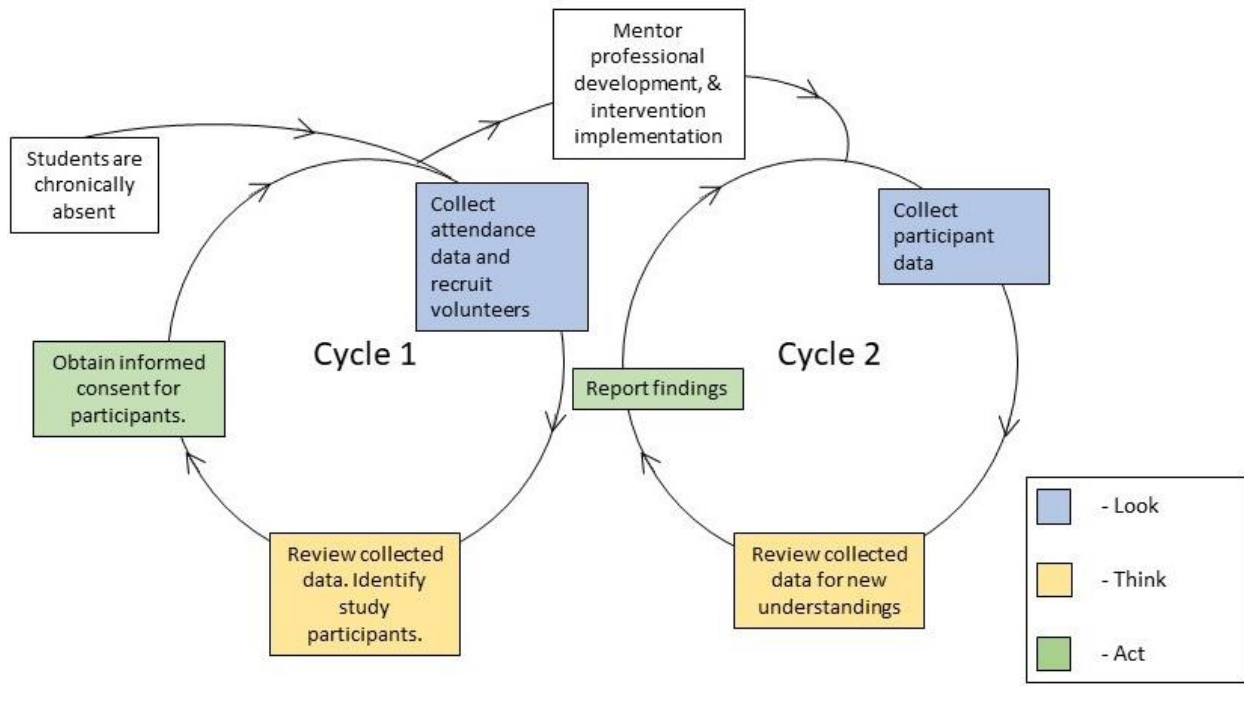 Mentor
professional
development, &
intervention
implementation
Students are
chronically
absent
Collect
attendance
data and
recruit
volunteers
Cycle 1
Obtain informed
consent for
participants.
Review collected
data. Identify
study
participants.
Collect
participant
data
Cycle 2
Report findings
Review collected
data for new
understandings
- Look
- Think
- Act